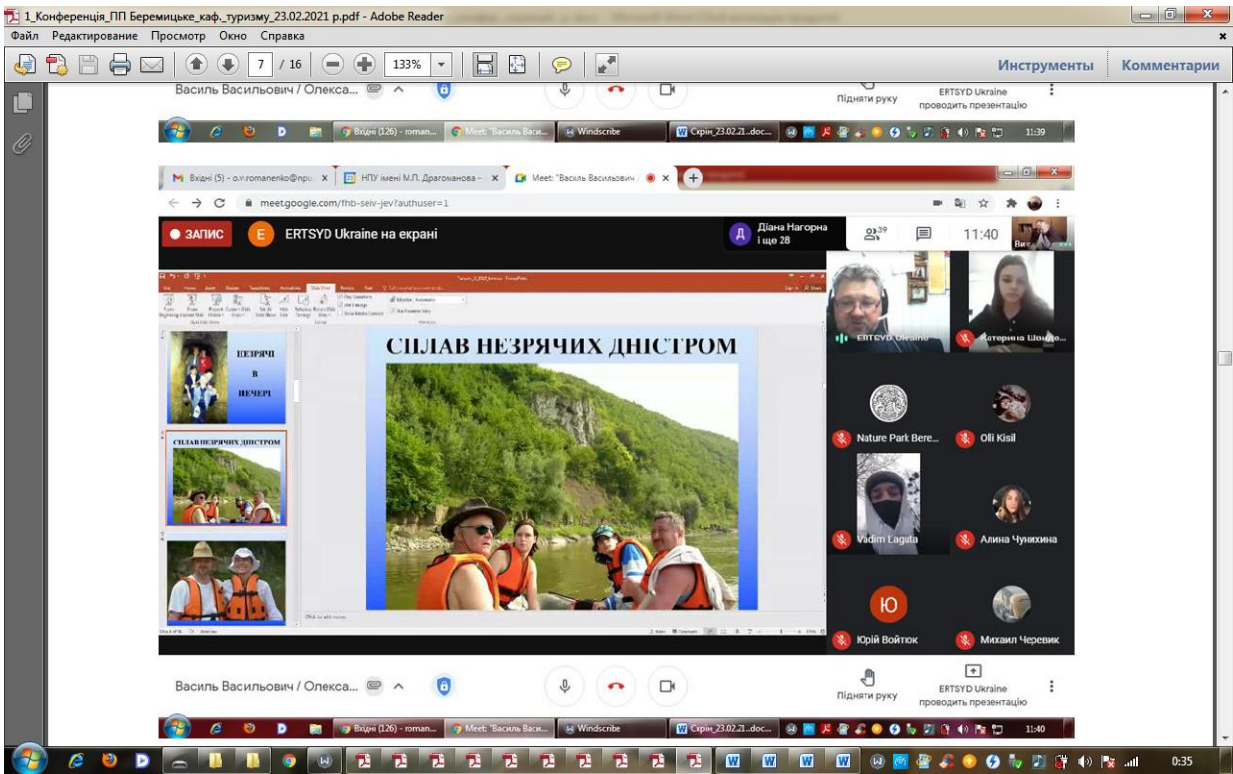 1_Конференція_ПП Беремицьке_каф._туризму_23.02.2021 р.pdf - Adobe Reader
Файл Редактирование Просмотр Окно Справка
7 / 16 133% Инструменты Комментарии
Василь Васильович / Олекса... Підняти руку ERTSYD Ukraine
проводить презентацію
Вхідні (126) - roman... Meet: "Василь Васи... Windscribe Скрін_23.02.21..doc... 11:39
Вхідні (5) - o.v.romanenko@npu. НПУ імені М.П. Драгоманова – Meet: "Василь Васильович
meet.google.com/fhb-seiv-jev?authuser=1
ЗАПИС E ERTSYD Ukraine на екрані Д Діана Нагорна
і ще 28
39 11:40
НЕЗРЯЧІ
В
ПЕЧЕРІ
СПЛАВ НЕЗРЯЧИХ ДНІСТРОМ
СПЛАВ НЕЗРЯЧИХ ДНІСТРОМ
ERTSYD Ukraine
Nature Park Bere... Olli Kisil
Vadim Laguta Алина Чунихина
Ю
Юрій Войтюк Михаил Черевик
Василь Васильович / Олекса... Підняти руку ERTSYD Ukraine
проводить презентацію
Вхідні (126) - roman... Meet: "Василь Васи... Windscribe Скрін_23.02.21..doc... 11:40
0:35